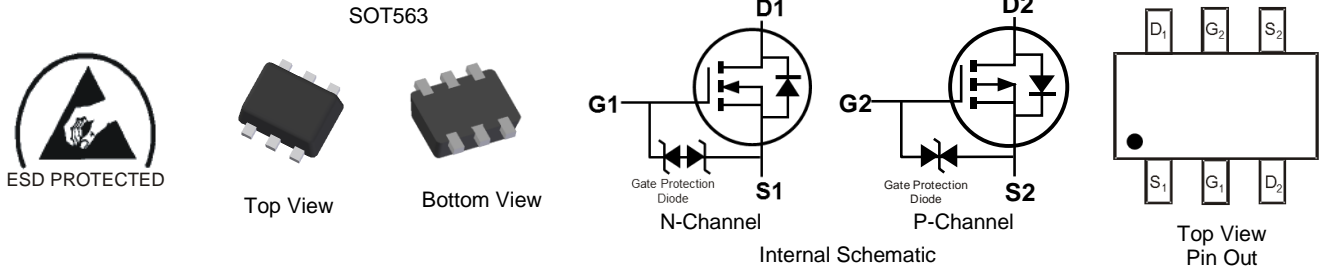 SOT563
ESD PROTECTED
Top View
Bottom View
D1
G1
Gate Protection
Diode
S1
N-Channel
D2
G2
Gate Protection
Diode
S2
P-Channel
Internal Schematic
D₁ G₂ S₂
S₁ G₁ D₂
Top View
Pin Out